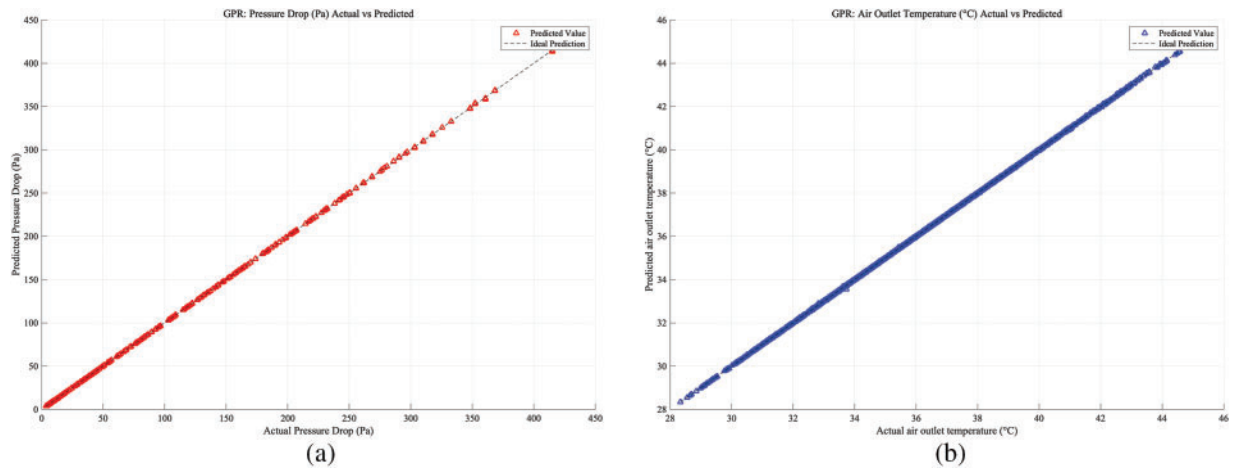 GPR: Pressure Drop (Pa) Actual vs Predicted
Predicted Value
Ideal Prediction
Predicted Pressure Drop (Pa)
450
400
350
300
250
200
150
100
50
0
0 50 100 150 200 250 300 350 400 450
Actual Pressure Drop (Pa)
(a)
GPR: Air Outlet Temperature (°C) Actual vs Predicted
Predicted Value
Ideal Prediction
Predicted air outlet temperature (°C)
46
44
42
40
38
36
34
32
30
28
28 30 32 34 36 38 40 42 44 46
Actual air outlet temperature (°C)
(b)